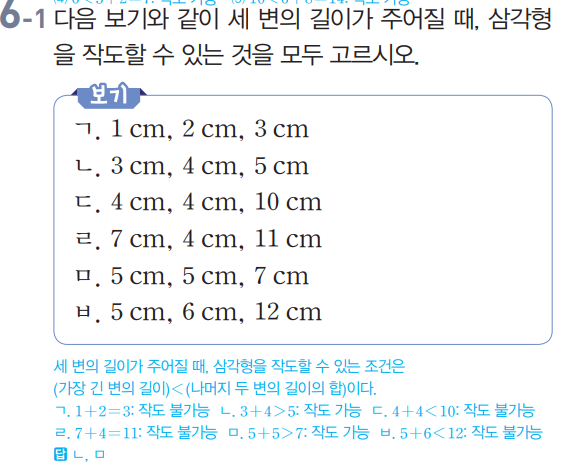 6-1 다음 보기와 같이 세 변의 길이가 주어질 때, 삼각형
을 작도할 수 있는 것을 모두 고르시오.
보기
ㄱ. 1 cm, 2 cm, 3 cm
ㄴ. 3 cm, 4 cm, 5 cm
ㄷ. 4 cm, 4 cm, 10 cm
ㄹ. 7 cm, 4 cm, 11 cm
ㅁ. 5 cm, 5 cm, 7 cm
ㅂ. 5 cm, 6 cm, 12 cm
세 변의 길이가 주어질 때, 삼각형을 작도할 수 있는 조건은
(가장 긴 변의 길이)<(나머지 두 변의 길이의 합)이다.
ㄱ. 1+2=3: 작도 불가능 ㄴ. 3+4>5: 작도 가능 ㄷ. 4+4<10: 작도 불가능
ㄹ. 7+4=11: 작도 불가능 ㅁ. 5+5>7: 작도 가능 ㅂ. 5+6<12: 작도 불가능
답 ㄴ, ㅁ